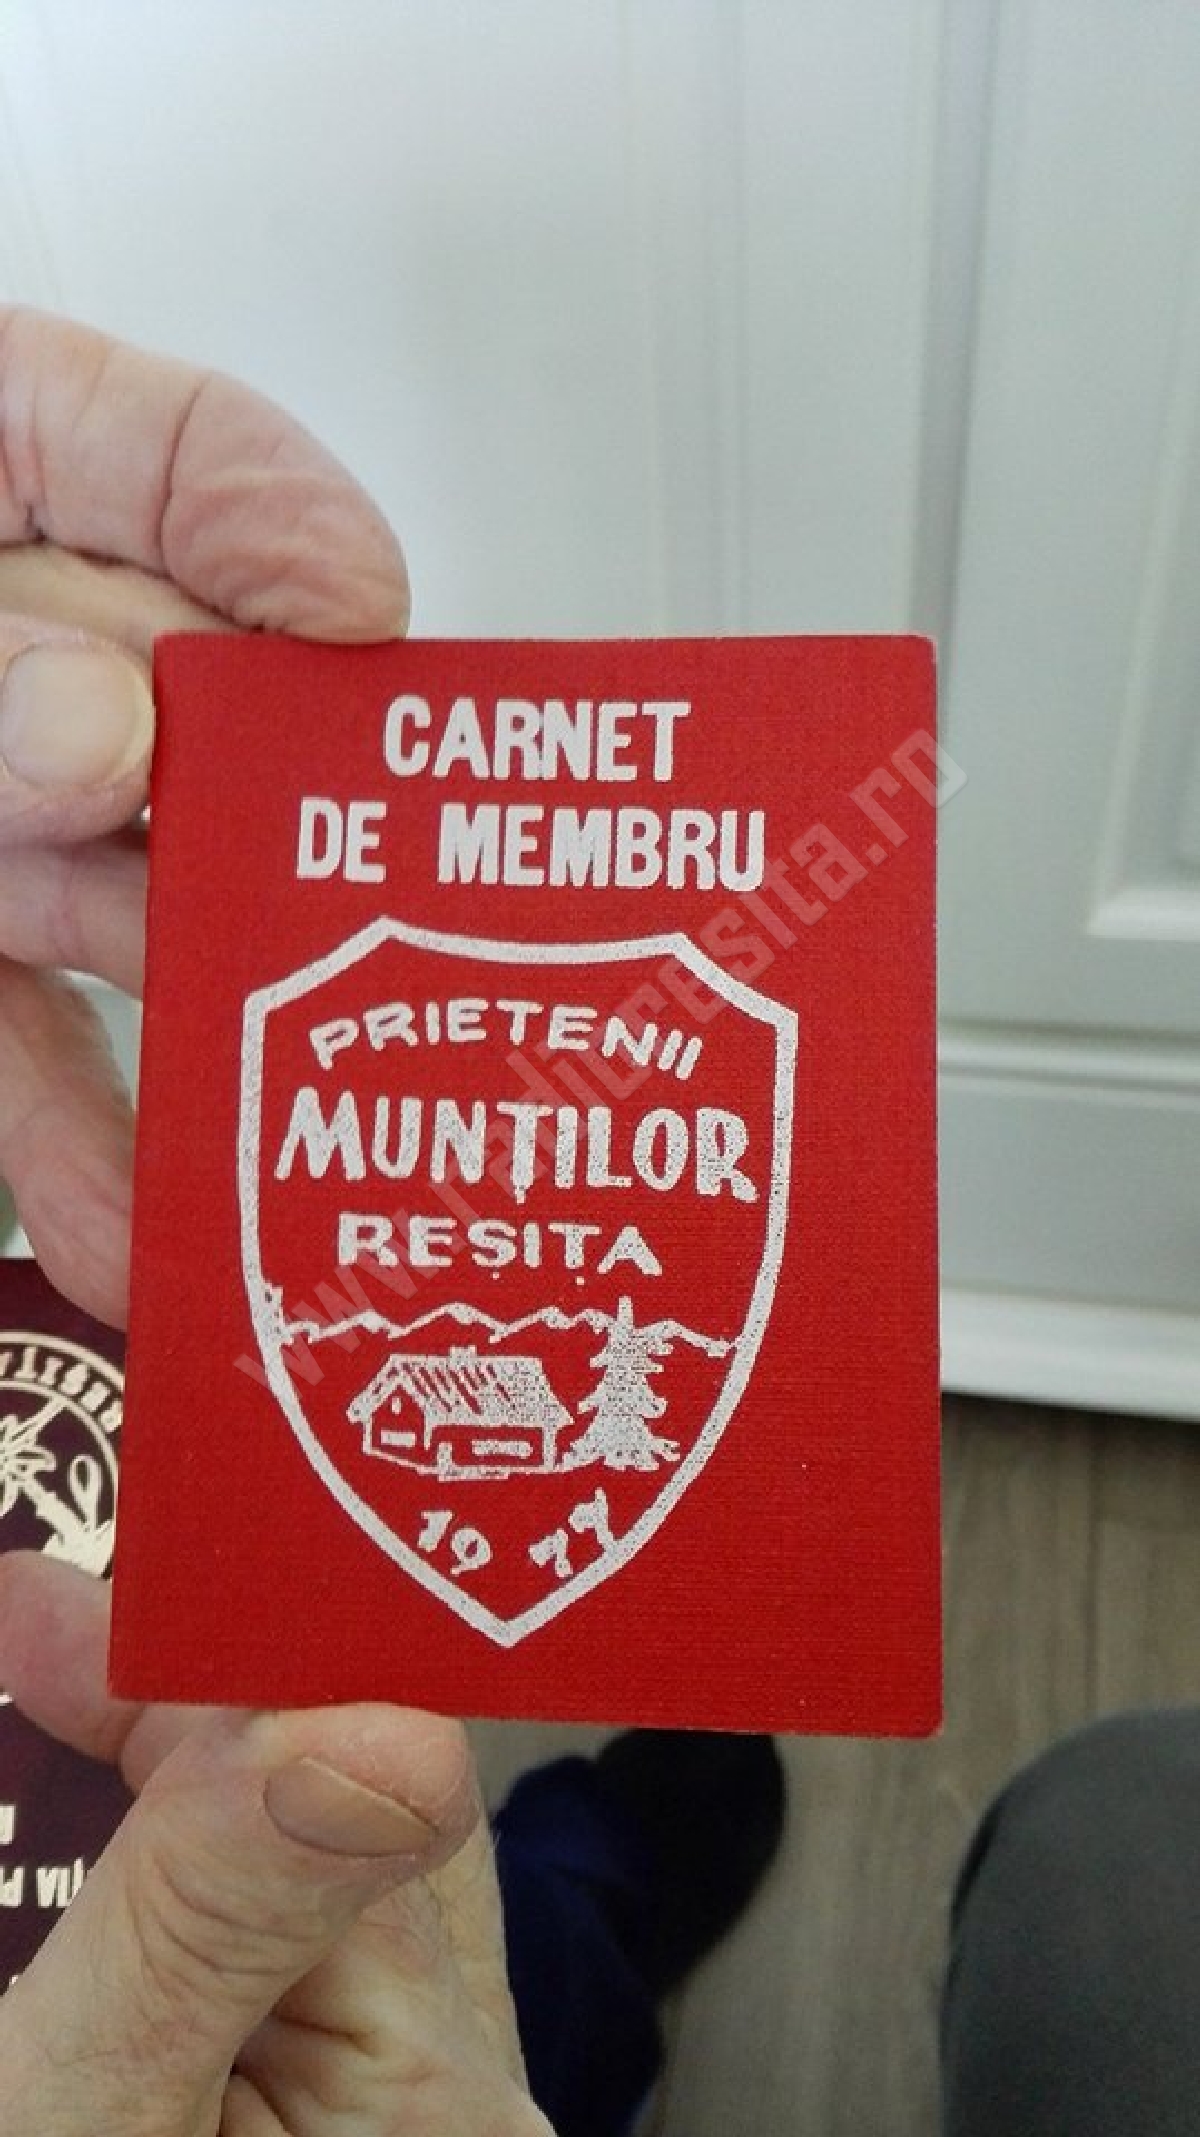 CARNET
DE MEMBRU
PRIETENII
MUNȚILOR
REȘIȚA
19 77
www.radioresita.ro